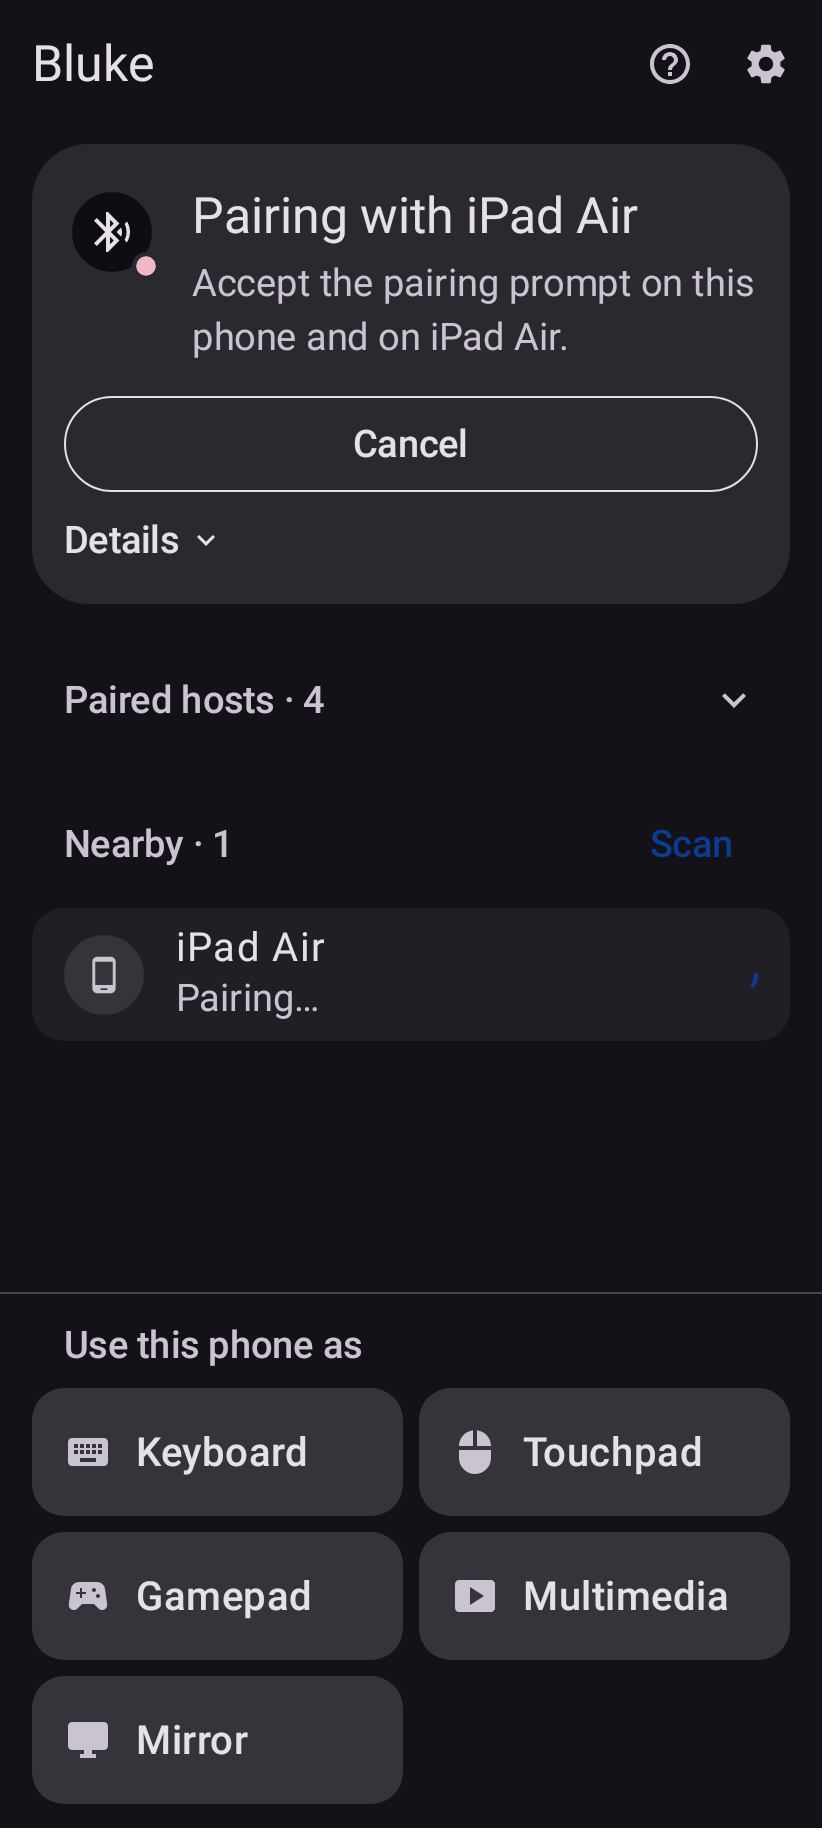 Bluke
Pairing with iPad Air
Accept the pairing prompt on this
phone and on iPad Air.
Cancel
Details
Paired hosts · 4
Nearby · 1
Scan
iPad Air
Pairing…
Use this phone as
Keyboard
Touchpad
Gamepad
Multimedia
Mirror